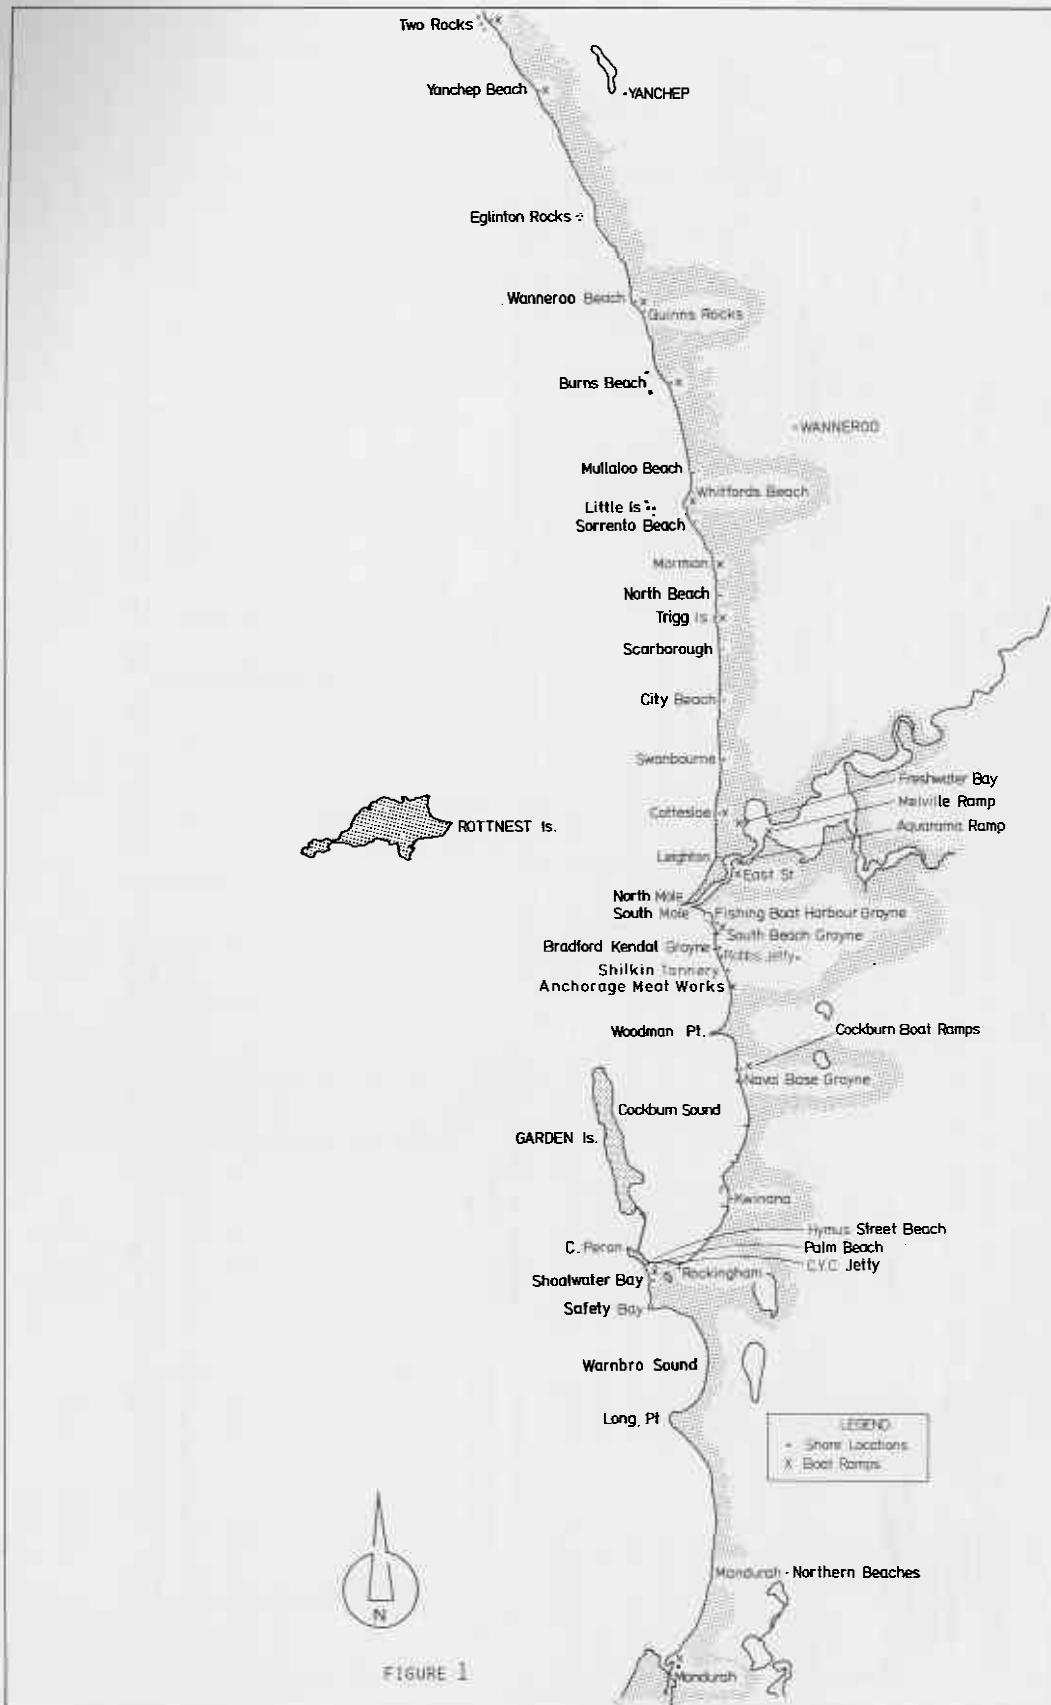 Two Rocks
Yanchep Beach
YANCHEP
Eglinton Rocks
Wanneroo Beach
Quinns Rocks
Burns Beach
WANNEROO
Mullaloo Beach
Whitfords Beach
Little Is
Sorrento Beach
Marmion
North Beach
Trigg Is
Scarborough
City Beach
Swanbourne
Freshwater Bay
Melville Ramp
Cottesloe
ROTTNEST Is.
Aquarama Ramp
Leighton
East St
North Mole
South Mole
Fishing Boat Harbour Groyne
South Beach Groyne
Bradford Kendal Groyne
Robbs Jetty
Shilkin Tannery
Anchorage Meat Works
Woodman Pt.
Cockburn Boat Ramps
Naval Base Groyne
Cockburn Sound
GARDEN Is.
Kwinana
Hymus Street Beach
C. Peron
Palm Beach
C.Y.C. Jetty
Rockingham
Shoalwater Bay
Safety Bay
Warnbro Sound
Long. Pt
LEGEND
• Shore Locations
X Boat Ramps
Mandurah - Northern Beaches
N
FIGURE 1
Mandurah